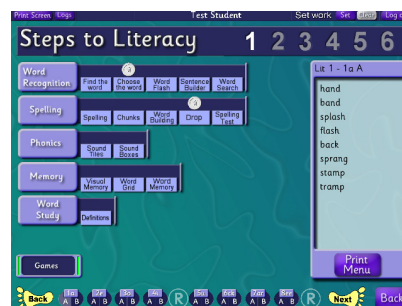 Print Screen Logs Test Student Set work Set Clear Log
Steps to Literacy 1 2 3 4 5 6
Word Recognition
Find the word
Choose the word
Word Flash
Sentence Builder
Word Search
Spelling
Spelling
Chunks
Word Building
Drop
Spelling Test
Phonics
Sound Tiles
Sound Boxes
Memory
Visual Memory
Word Grid
Word Memory
Word Study
Definitions
Lit 1 - 1a A
hand
band
splash
flash
back
sprang
stamp
tramp
Print Menu
Games
Back
A B A B A B A B R A B A B A B A B R
Next
Back